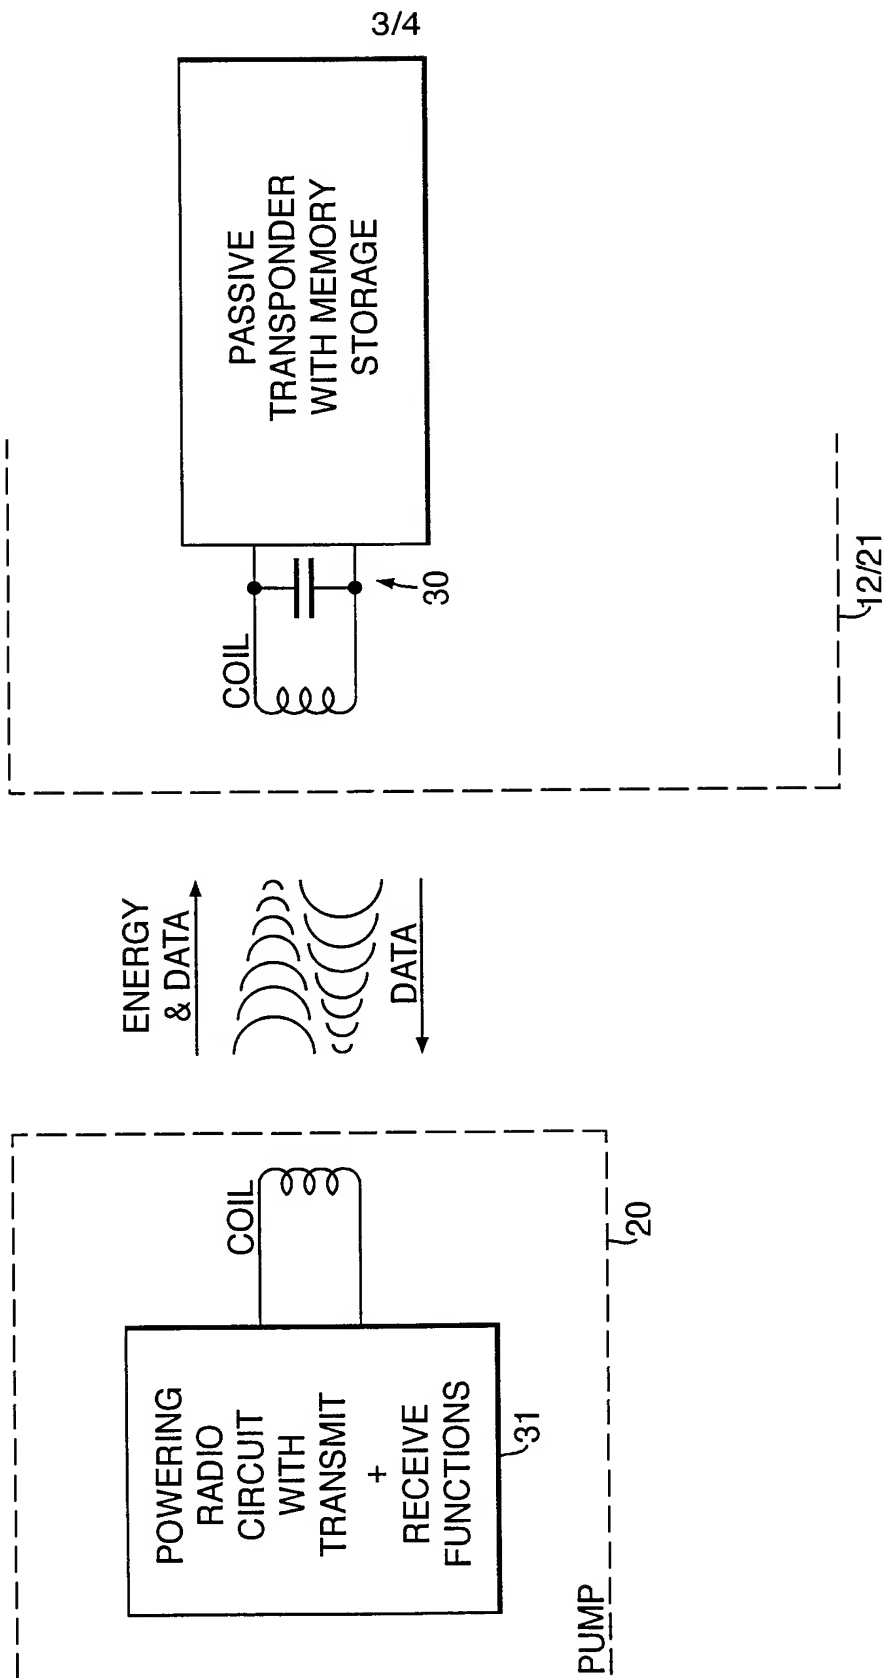 3/4
PASSIVE
TRANSPONDER
WITH MEMORY
STORAGE
COIL
30
12/21
ENERGY
& DATA
DATA
COIL
20
POWERING
RADIO
CIRCUIT
WITH
TRANSMIT
+
RECEIVE
FUNCTIONS
31
PUMP